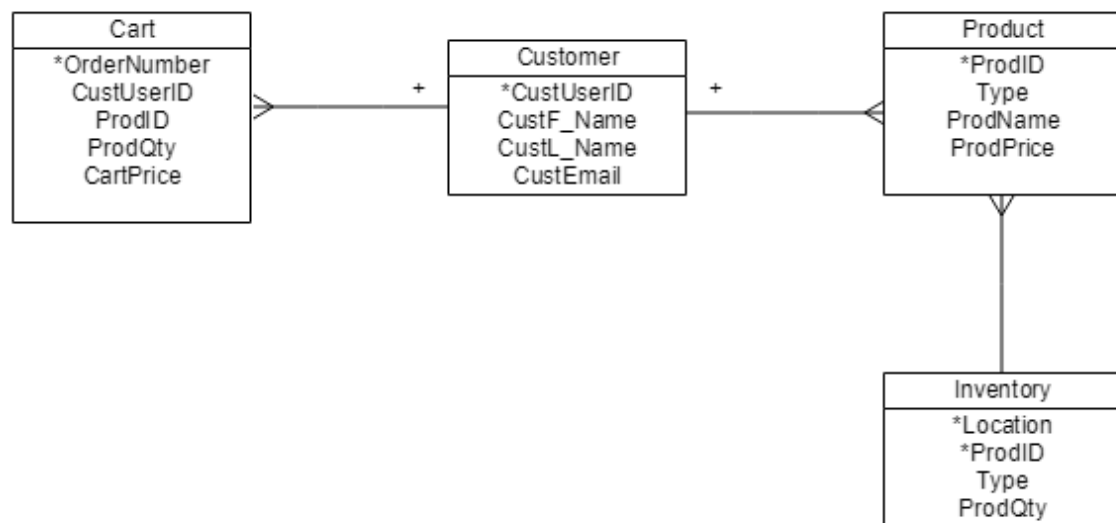 Cart
*OrderNumber
CustUserID
ProdID
ProdQty
CartPrice
+
Customer
*CustUserID
CustF_Name
CustL_Name
CustEmail
+
Product
*ProdID
Type
ProdName
ProdPrice
Inventory
*Location
*ProdID
Type
ProdQty